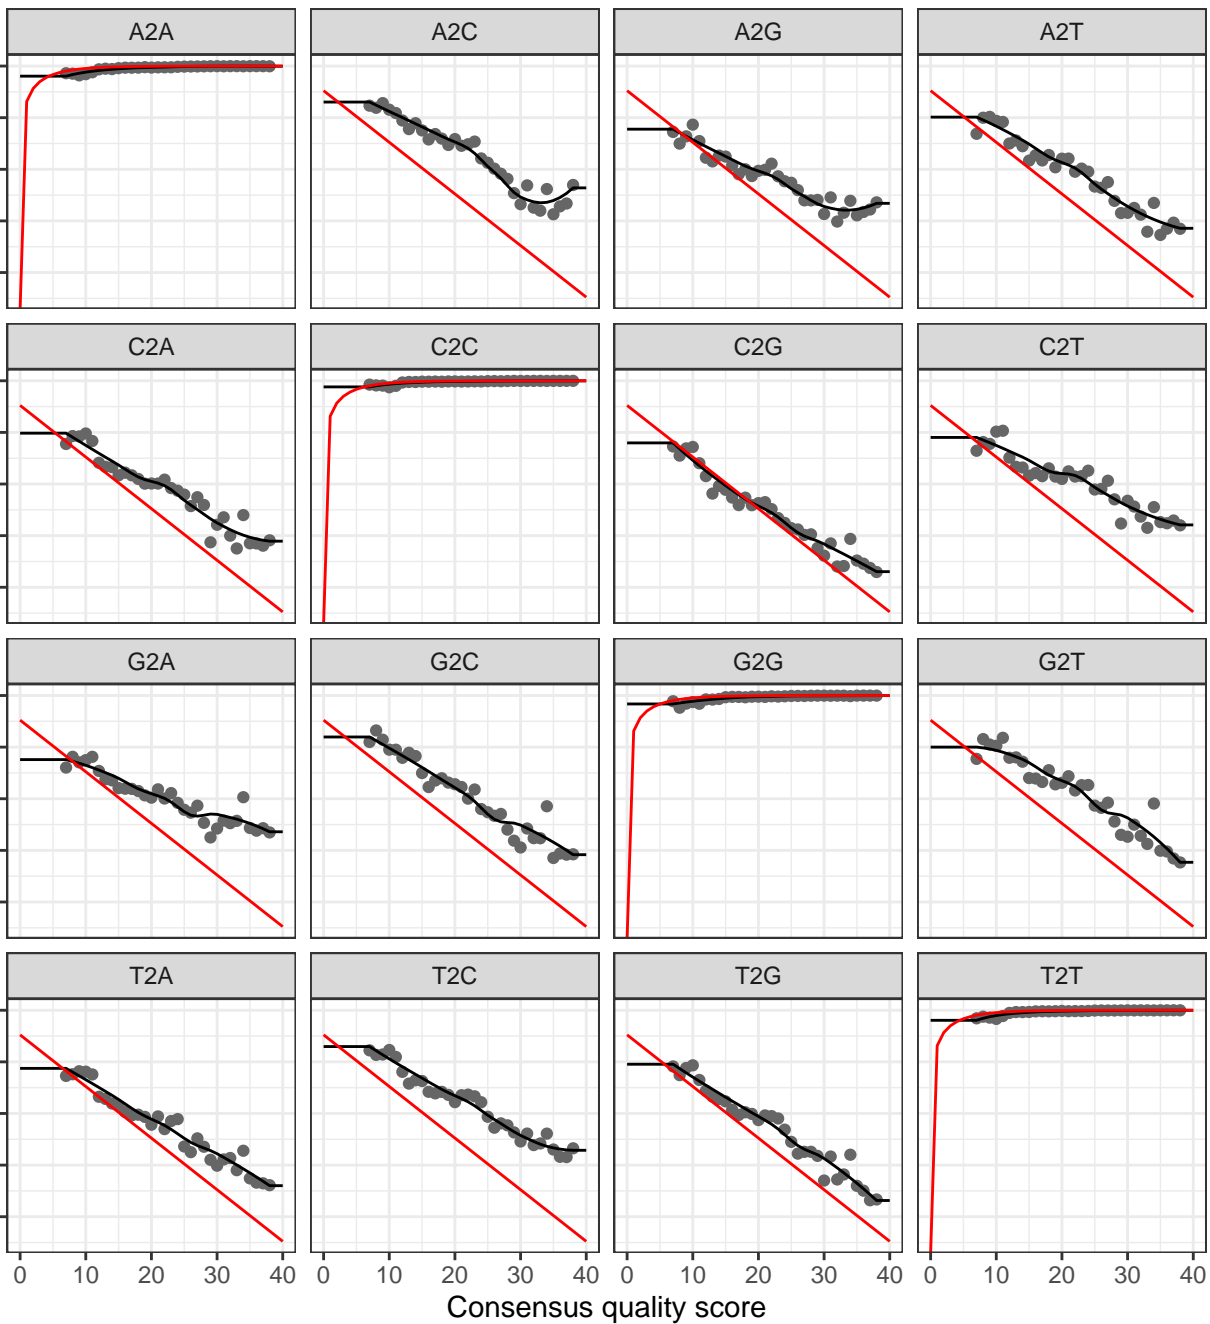 A2A A2C A2G A2T
C2A C2C C2G C2T
G2A G2C G2G G2T
T2A T2C T2G T2T
0 10 20 30 40 0 10 20 30 40 0 10 20 30 40 0 10 20 30 40
Consensus quality score